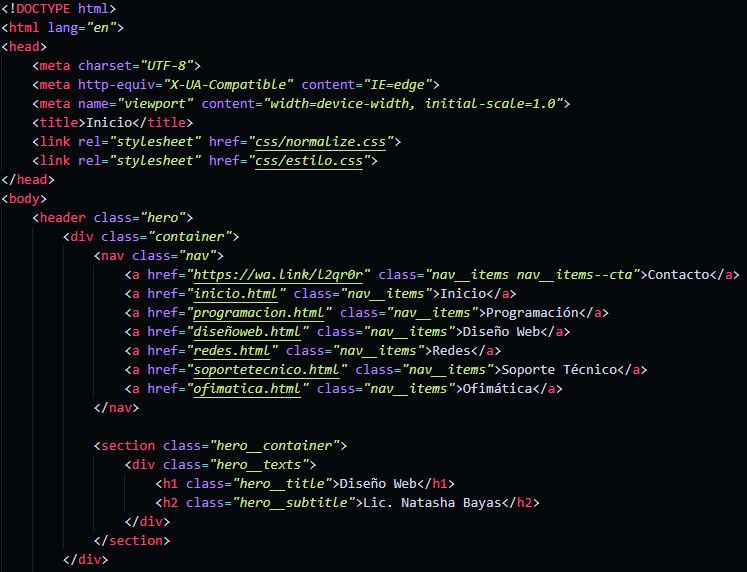 <!DOCTYPE html>
<html lang="en">
<head>
    <meta charset="UTF-8">
    <meta http-equiv="X-UA-Compatible" content="IE=edge">
    <meta name="viewport" content="width=device-width, initial-scale=1.0">
    <title>Inicio</title>
    <link rel="stylesheet" href="css/normalize.css">
    <link rel="stylesheet" href="css/estilo.css">
</head>
<body>
    <header class="hero">
        <div class="container">
            <nav class="nav">
                <a href="https://wa.link/l2qr0r" class="nav__items nav__items--cta">Contacto</a>
                <a href="inicio.html" class="nav__items">Inicio</a>
                <a href="programacion.html" class="nav__items">Programación</a>
                <a href="diseñoweb.html" class="nav__items">Diseño Web</a>
                <a href="redes.html" class="nav__items">Redes</a>
                <a href="soportetecnico.html" class="nav__items">Soporte Técnico</a>
                <a href="ofimatica.html" class="nav__items">Ofimática</a>
            </nav>
            <section class="hero__container">
                <div class="hero__texts">
                    <h1 class="hero__title">Diseño Web</h1>
                    <h2 class="hero__subtitle">Lic. Natasha Bayas</h2>
                </div>
            </section>
        </div>